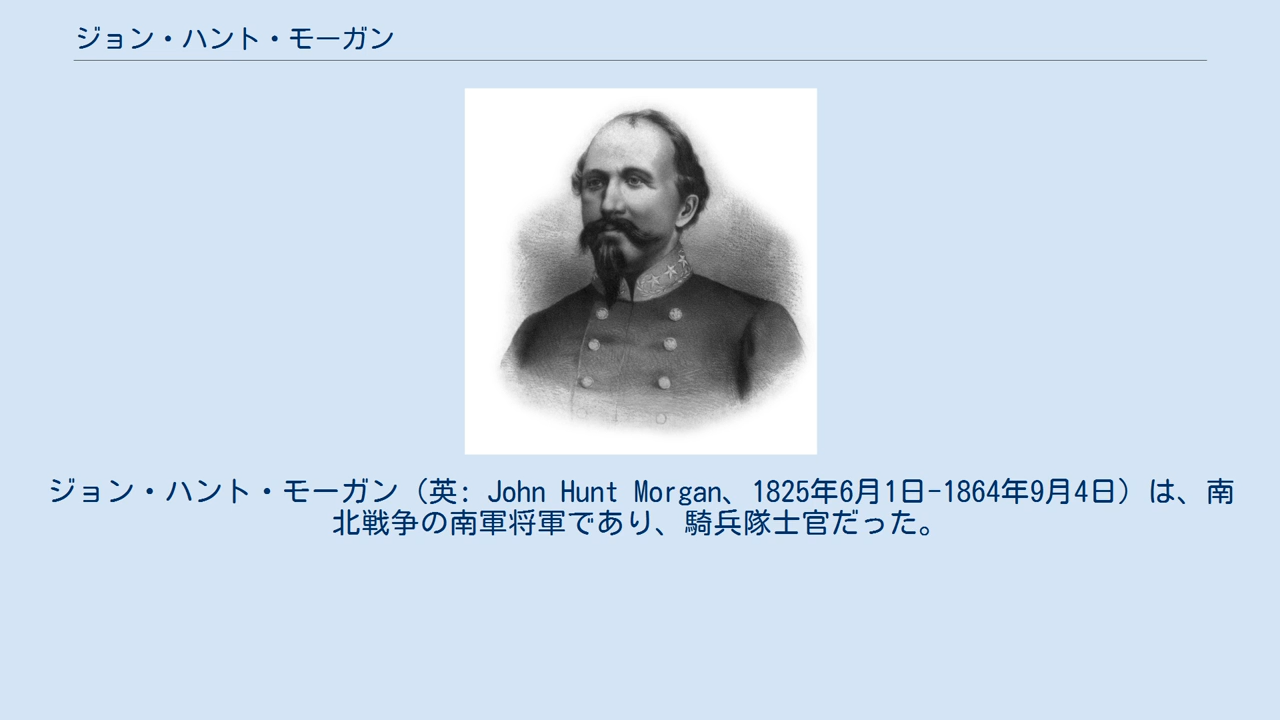 ジョン・ハント・モーガン
ジョン・ハント・モーガン（英: John Hunt Morgan、1825年6月1日-1864年9月4日）は、南
北戦争の南軍将軍であり、騎兵隊士官だった。